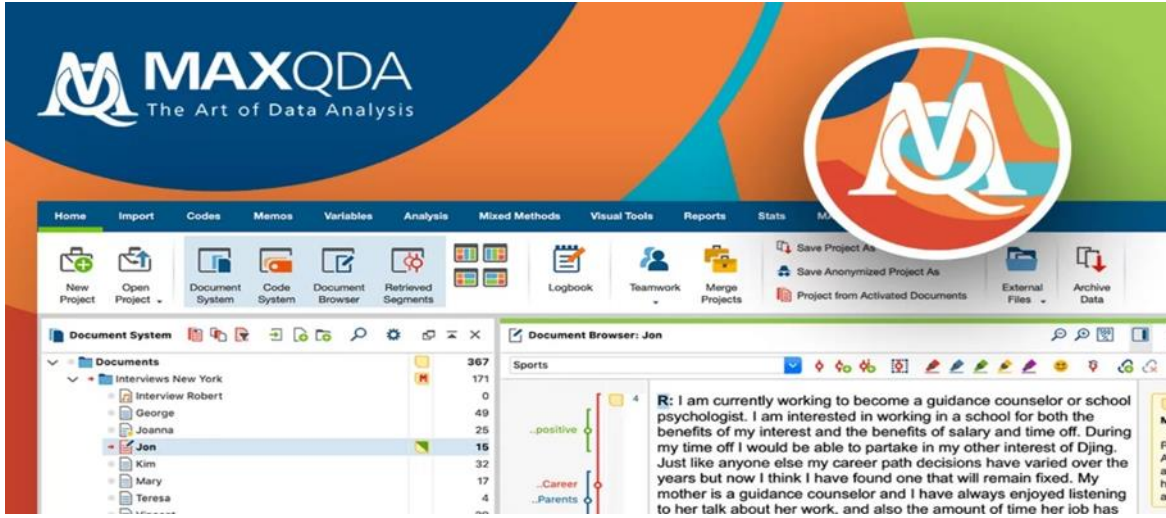 MAXQDA
The Art of Data Analysis
Home Import Codes Memos Variables Analysis Mixed Methods Visual Tools Reports Stats
New Project
Open Project
Document System
Code System
Document Browser
Retrieved Segments
Logbook
Teamwork
Merge Projects
Save Project As
Save Anonymized Project As
Project from Activated Documents
External Files
Archive Data
Document System
Documents 367
Interviews New York 171
Interview Robert 0
George 49
Joanna 25
Jon 15
Kim 32
Mary 17
Teresa 4
Document Browser: Jon
Sports
..positive
..Career
..Parents
4
R: I am currently working to become a guidance counselor or school
psychologist. I am interested in working in a school for both the
benefits of my interest and the benefits of salary and time off. During
my time off I would be able to partake in my other interest of Djing.
Just like anyone else my career path decisions have varied over the
years but now I think I have found one that will remain fixed. My
mother is a guidance counselor and I have always enjoyed listening
to her talk about her work, and also the amount of time her job has